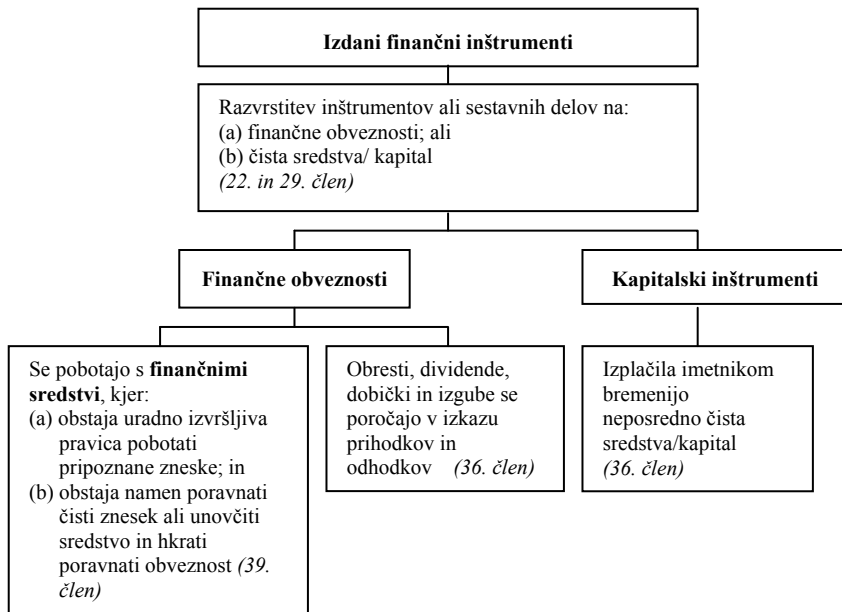 Izdani finančni inštrumenti
Razvrstitev inštrumentov ali sestavnih delov na:
(a) finančne obveznosti; ali
(b) čista sredstva/ kapital
(22. in 29. člen)
Finančne obveznosti
Kapitalski inštrumenti
Se pobotajo s finančnimi
sredstvi, kjer:
(a) obstaja uradno izvršljiva
pravica pobotati
pripoznane zneske; in
(b) obstaja namen poravnati
čisti znesek ali unovčiti
sredstvo in hkrati
poravnati obveznost (39.
člen)
Obresti, dividende,
dobički in izgube se
poročajo v izkazu
prihodkov in
odhodkov (36. člen)
Izplačila imetnikom
bremenijo
neposredno čista
sredstva/kapital
(36. člen)